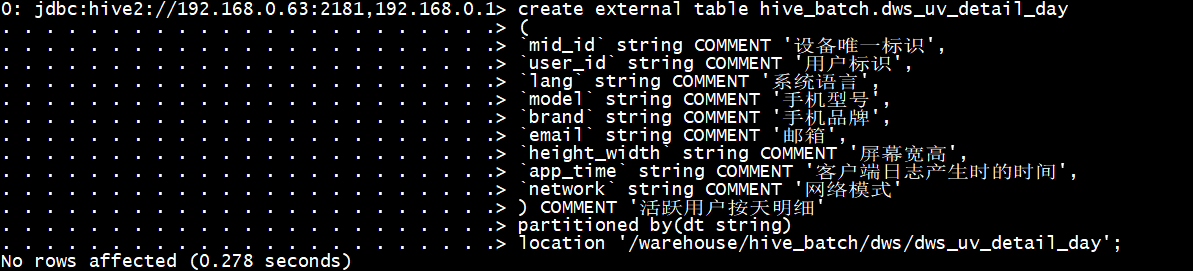 0: jdbc:hive2://192.168.0.63:2181,192.168.0.1> create external table hive_batch.dws_uv_detail_day
. . . . . . . . . . . . . . . . . . . . . . .> (
. . . . . . . . . . . . . . . . . . . . . . .> `mid_id` string COMMENT '设备唯一标识',
. . . . . . . . . . . . . . . . . . . . . . .> `user_id` string COMMENT '用户标识',
. . . . . . . . . . . . . . . . . . . . . . .> `lang` string COMMENT '系统语言',
. . . . . . . . . . . . . . . . . . . . . . .> `model` string COMMENT '手机型号',
. . . . . . . . . . . . . . . . . . . . . . .> `brand` string COMMENT '手机品牌',
. . . . . . . . . . . . . . . . . . . . . . .> `email` string COMMENT '邮箱',
. . . . . . . . . . . . . . . . . . . . . . .> `height_width` string COMMENT '屏幕宽高',
. . . . . . . . . . . . . . . . . . . . . . .> `app_time` string COMMENT '客户端日志产生时的时间',
. . . . . . . . . . . . . . . . . . . . . . .> `network` string COMMENT '网络模式'
. . . . . . . . . . . . . . . . . . . . . . .> ) COMMENT '活跃用户按天明细'
. . . . . . . . . . . . . . . . . . . . . . .> partitioned by(dt string)
. . . . . . . . . . . . . . . . . . . . . . .> location '/warehouse/hive_batch/dws/dws_uv_detail_day';
No rows affected (0.278 seconds)